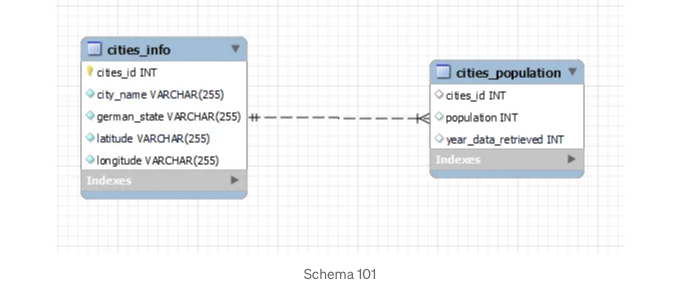 cities_info
cities_id INT
city_name VARCHAR(255)
german_state VARCHAR(255)
latitude VARCHAR(255)
longitude VARCHAR(255)
Indexes
cities_population
cities_id INT
population INT
year_data_retrieved INT
Indexes
Schema 101